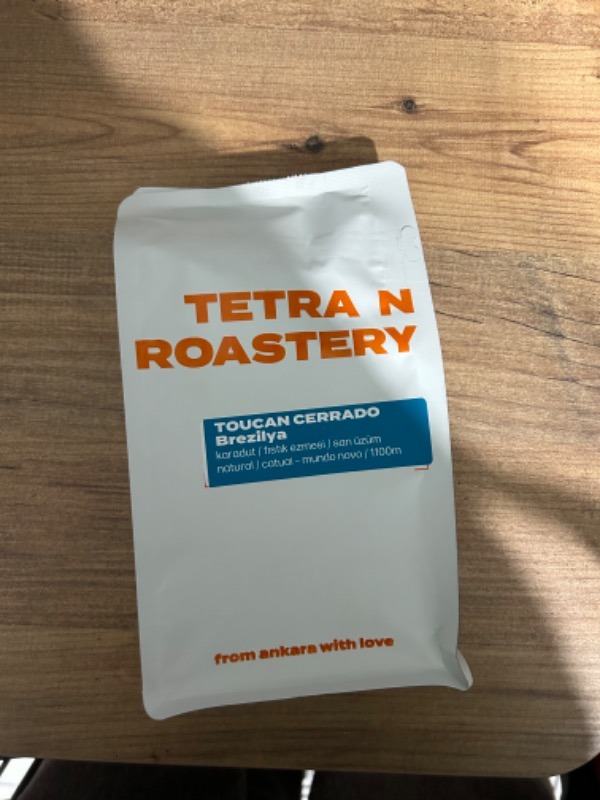 TETRA N
ROASTERY
TOUCAN CERRADO
Brezilya
karadut / fıstık ezmesi / sarı üzüm
natural / catuai - mundo novo / 1100m
from ankara with love